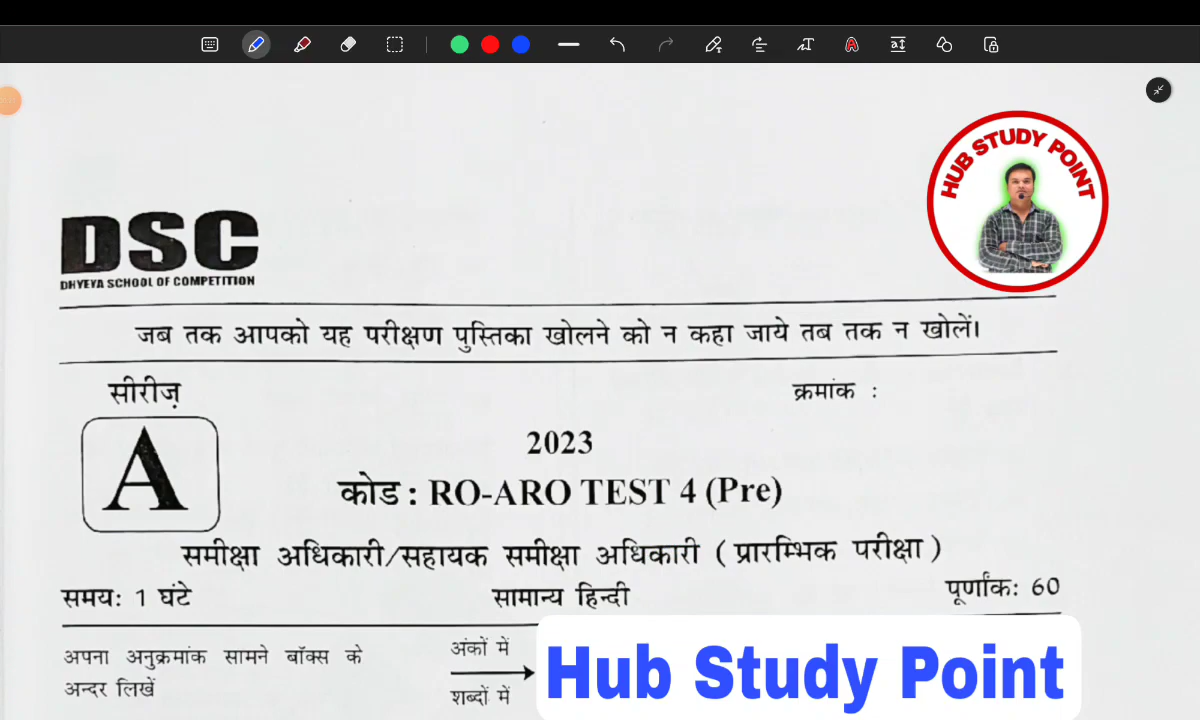 HUB STUDY POINT
DSC
DHYEYA SCHOOL OF COMPETITION
जब तक आपको यह परीक्षण पुस्तिका खोलने को न कहा जाये तब तक न खोलें।
सीरीज़
क्रमांक :
A
2023
कोड : RO-ARO TEST 4 (Pre)
समीक्षा अधिकारी/सहायक समीक्षा अधिकारी ( प्रारम्भिक परीक्षा )
समय: 1 घंटे
सामान्य हिन्दी
पूर्णांक: 60
अपना अनुक्रमांक सामने बॉक्स के
अन्दर लिखें
अंकों में
शब्दों में
Hub Study Point